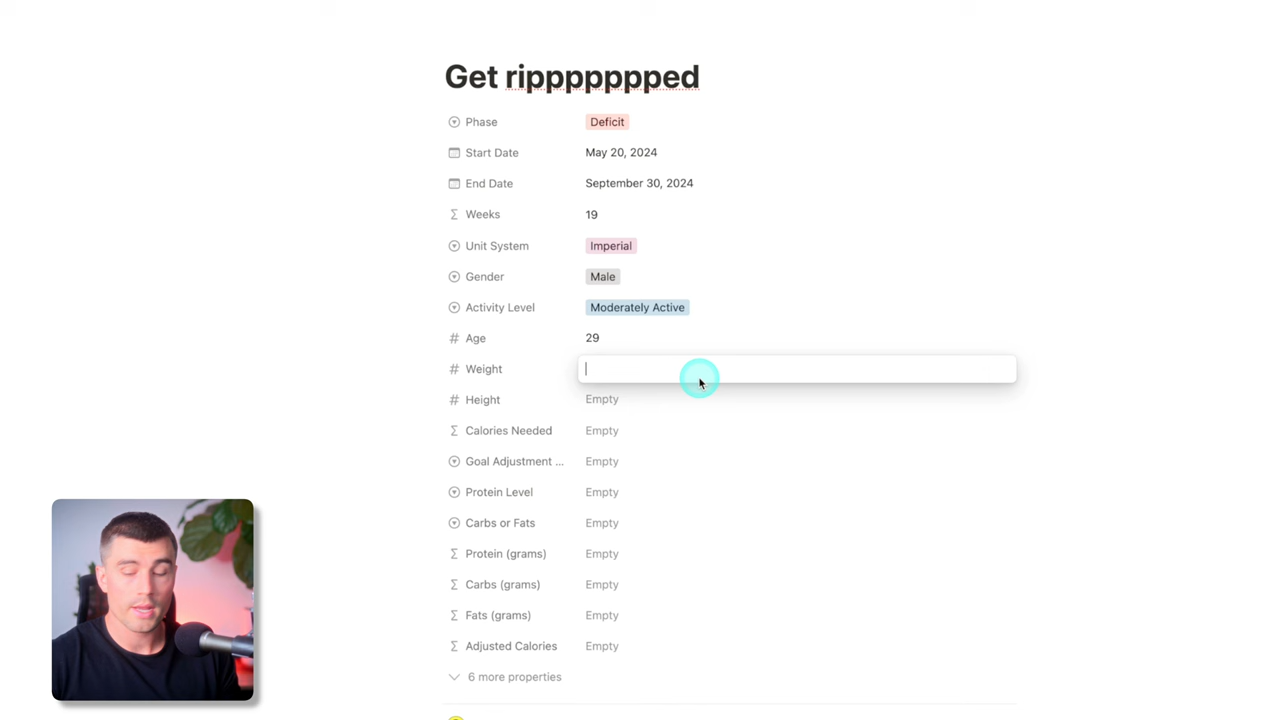 Get rippppppped
Phase Deficit
Start Date May 20, 2024
End Date September 30, 2024
Weeks 19
Unit System Imperial
Gender Male
Activity Level Moderately Active
Age 29
Weight
Height Empty
Calories Needed Empty
Goal Adjustment ... Empty
Protein Level Empty
Carbs or Fats Empty
Protein (grams) Empty
Carbs (grams) Empty
Fats (grams) Empty
Adjusted Calories Empty
6 more properties